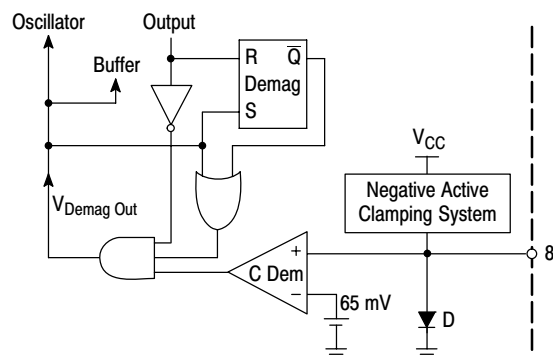 Oscillator
Output
Buffer
R Q̅
Demag
S
V_CC
Negative Active
Clamping System
V_Demag Out
+
C Dem
−
65 mV
D
8